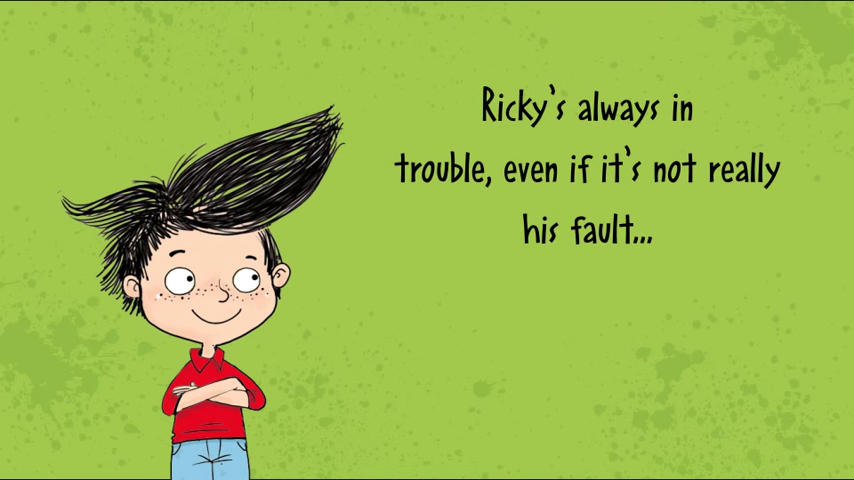 Ricky's always in
trouble, even if it's not really
his fault...